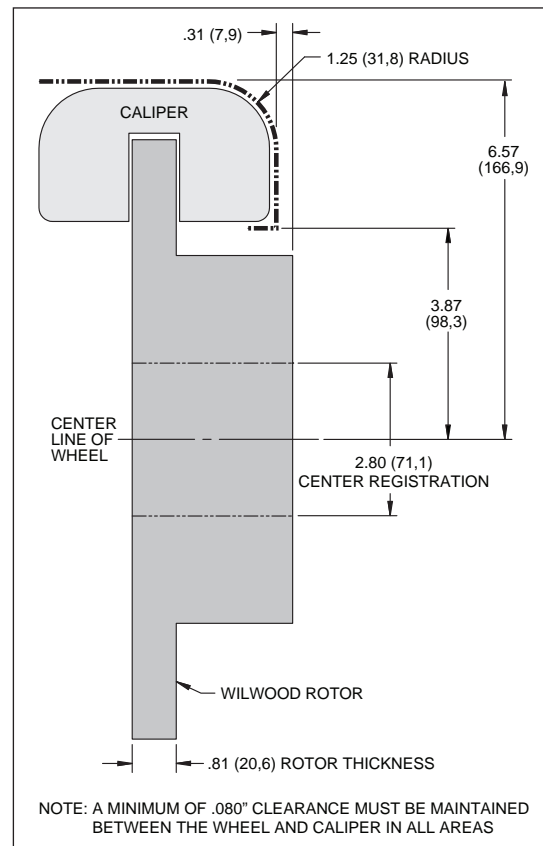 .31 (7,9)
1.25 (31,8) RADIUS
CALIPER
6.57
(166,9)
3.87
(98,3)
CENTER
LINE OF
WHEEL
2.80 (71,1)
CENTER REGISTRATION
WILWOOD ROTOR
.81 (20,6) ROTOR THICKNESS
NOTE: A MINIMUM OF .080" CLEARANCE MUST BE MAINTAINED
BETWEEN THE WHEEL AND CALIPER IN ALL AREAS